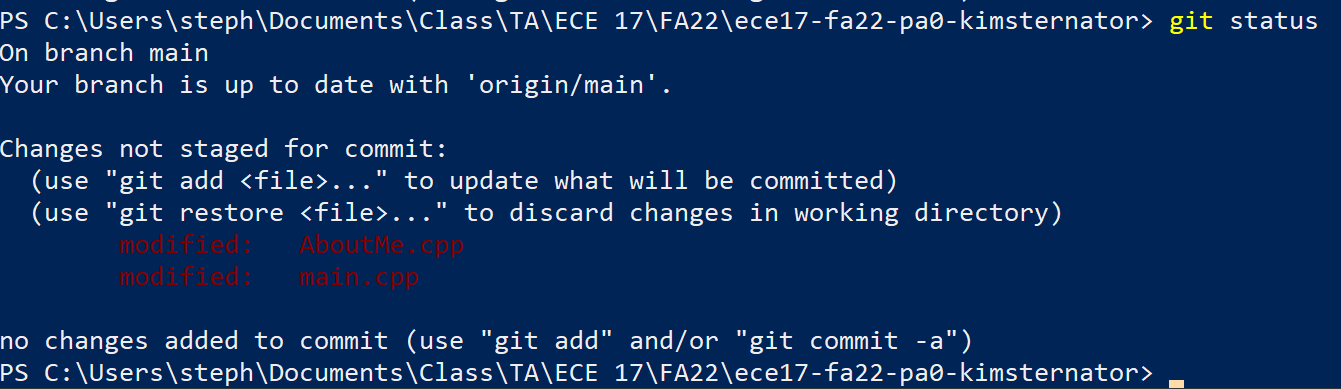 PS C:\Users\steph\Documents\Class\TA\ECE 17\FA22\ece17-fa22-pa0-kimsternator> git status
On branch main
Your branch is up to date with 'origin/main'.

Changes not staged for commit:
  (use "git add <file>..." to update what will be committed)
  (use "git restore <file>..." to discard changes in working directory)
        modified:   AboutMe.cpp
        modified:   main.cpp

no changes added to commit (use "git add" and/or "git commit -a")
PS C:\Users\steph\Documents\Class\TA\ECE 17\FA22\ece17-fa22-pa0-kimsternator>